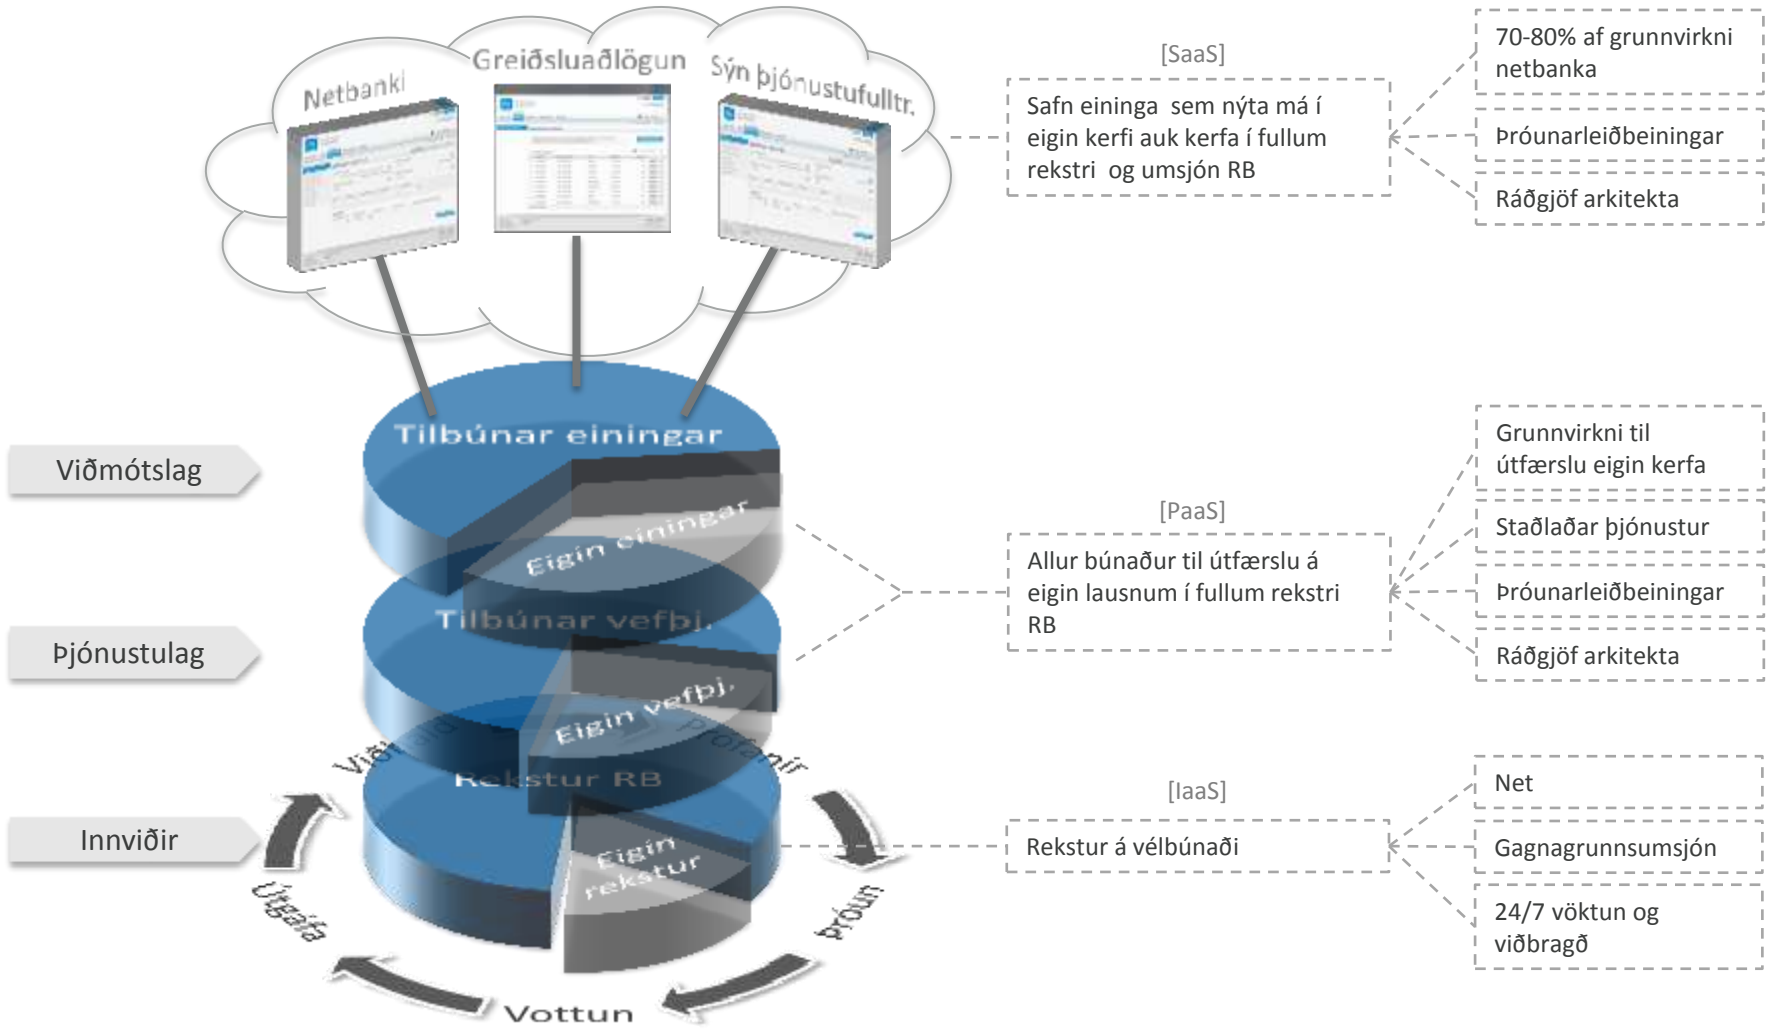 Netbanki
Greiðsluaðlögun
Sýn þjónustufulltr.
[SaaS]
Safn eininga sem nýta má í
eigin kerfi auk kerfa í fullum
rekstri og umsjón RB
70-80% af grunnvirkni
netbanka
Þróunarleiðbeiningar
Ráðgjöf arkitekta
Viðmótslag
Tilbúnar einingar
Eigin einingar
[PaaS]
Allur búnaður til útfærslu á
eigin lausnum í fullum rekstri
RB
Grunnvirkni til
útfærslu eigin kerfa
Staðlaðar þjónustur
Þróunarleiðbeiningar
Ráðgjöf arkitekta
Þjónustulag
Tilbúnar vefþj.
Eigin vefþj.
Viðhald
Prófanir
Innviðir
Rekstur RB
Eigin
rekstur
[IaaS]
Rekstur á vélbúnaði
Net
Gagnagrunnsumsjón
24/7 vöktun og
viðbragð
Útgáfa
Þróun
Vottun